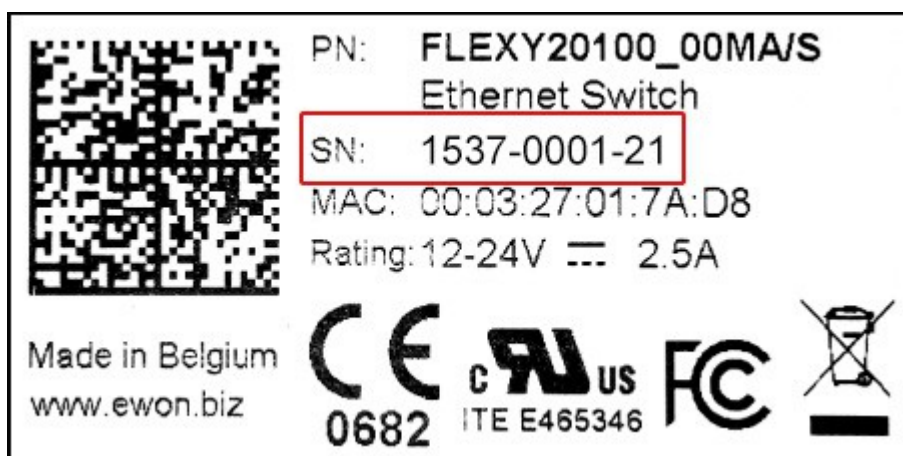 PN: FLEXY20100_00MA/S
Ethernet Switch
SN: 1537-0001-21
MAC: 00:03:27:01:7A:D8
Rating: 12-24V 2.5A
Made in Belgium
www.ewon.biz
CE
0682
c RU US
ITE E465346
FC